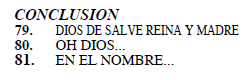 CONCLUSION
79. DIOS DE SALVE REINA Y MADRE
80. OH DIOS...
81. EN EL NOMBRE...